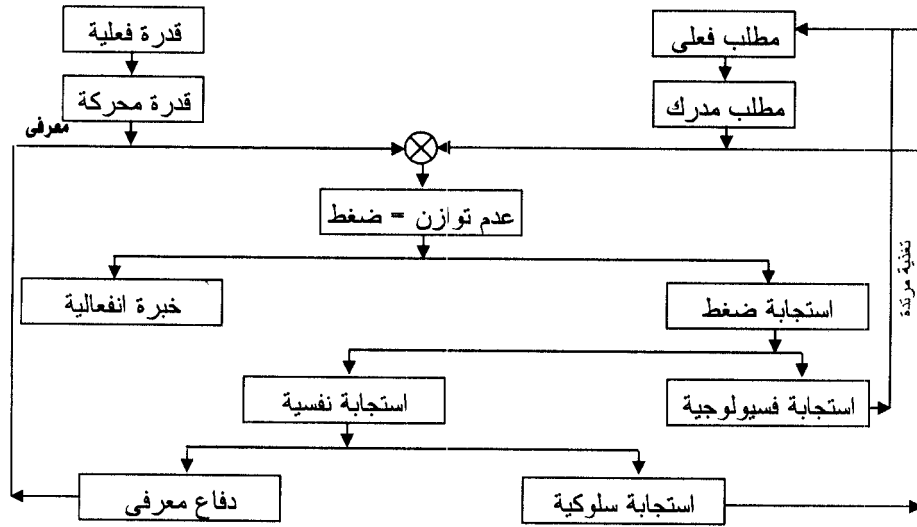 مطلب فعلى
قدرة فعلية
مطلب مدرك
قدرة محركة
معرفى
عدم توازن = ضغط
تغذية مرتدة
استجابة ضغط
خبرة انفعالية
استجابة فسيولوجية
استجابة نفسية
استجابة سلوكية
دفاع معرفى